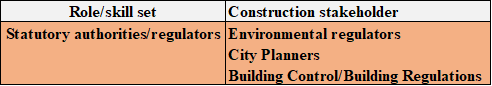 Role/skill set Construction stakeholder
Statutory authorities/regulators Environmental regulators
City Planners
Building Control/Building Regulations